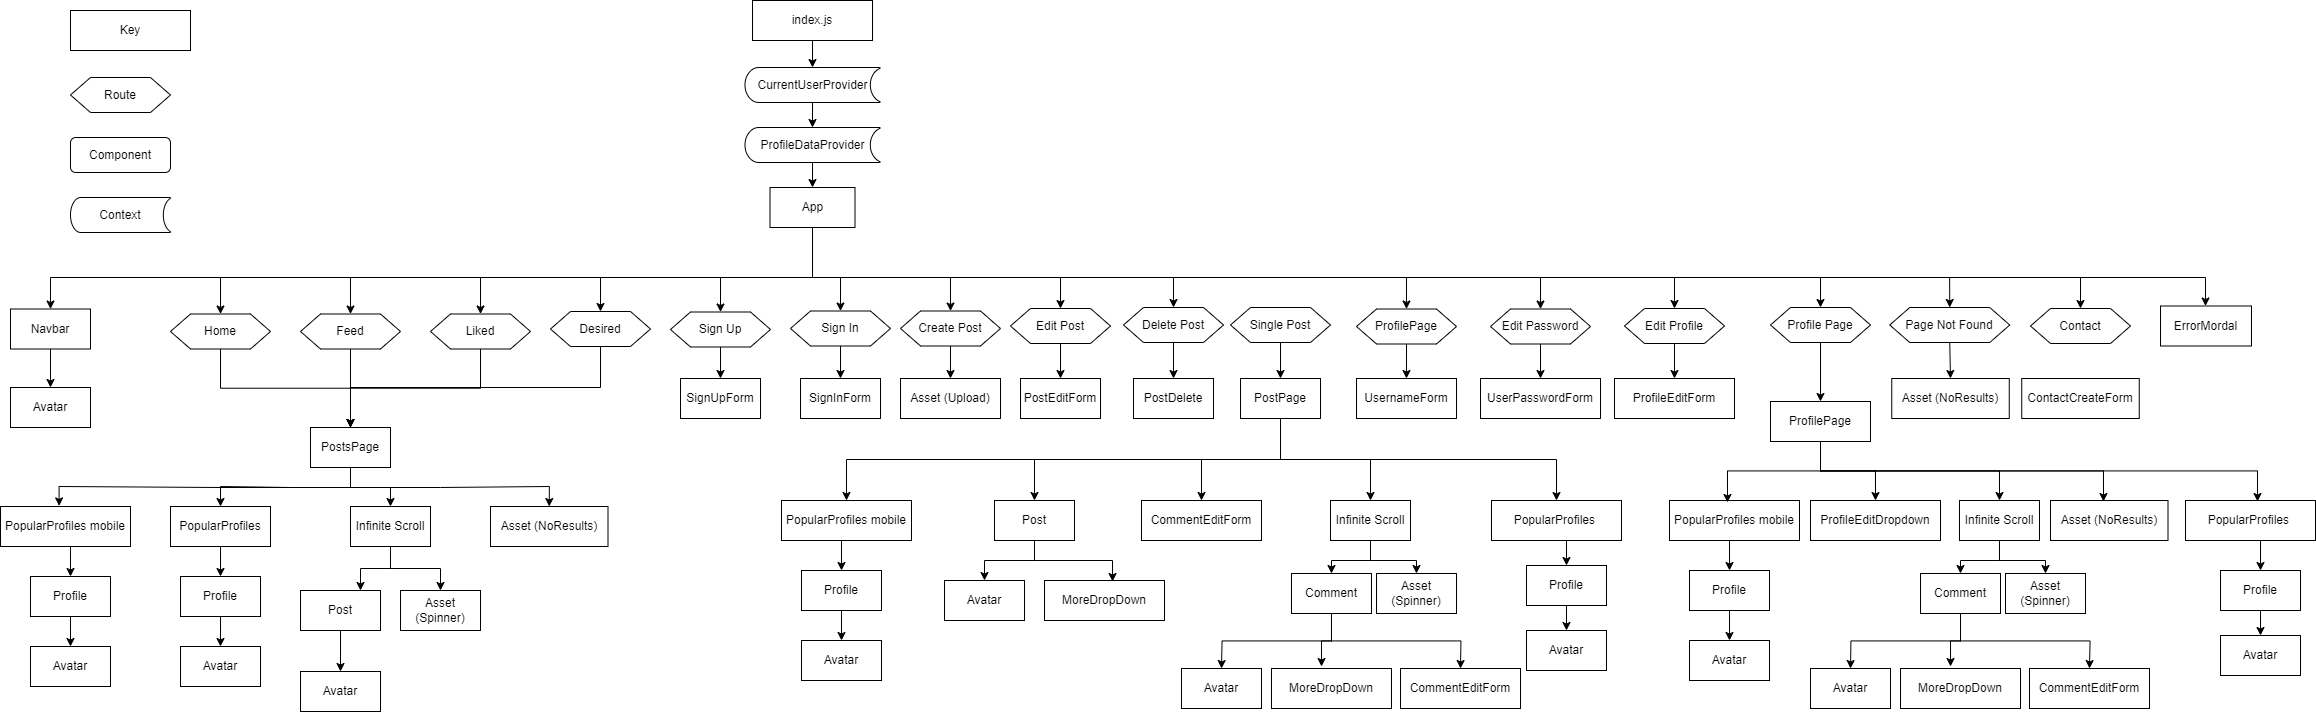 Key
Route
Component
Context
index.js
CurrentUserProvider
ProfileDataProvider
App
Navbar
Home
Feed
Liked
Desired
Sign Up
Sign In
Create Post
Edit Post
Delete Post
Single Post
ProfilePage
Edit Password
Edit Profile
Profile Page
Page Not Found
Contact
ErrorMordal
Avatar
SignUpForm
SignInForm
Asset (Upload)
PostEditForm
PostDelete
PostPage
UsernameForm
UserPasswordForm
ProfileEditForm
ProfilePage
Asset (NoResults)
ContactCreateForm
PostsPage
PopularProfiles mobile
PopularProfiles
Infinite Scroll
Asset (NoResults)
Profile
Profile
Post
Asset
(Spinner)
Avatar
Avatar
Avatar
PopularProfiles mobile
Post
CommentEditForm
Infinite Scroll
PopularProfiles
Profile
Avatar
MoreDropDown
Comment
Asset
(Spinner)
Profile
Avatar
Avatar
MoreDropDown
CommentEditForm
Avatar
PopularProfiles mobile
ProfileEditDropdown
Infinite Scroll
Asset (NoResults)
PopularProfiles
Profile
Comment
Asset
(Spinner)
Profile
Avatar
Avatar
MoreDropDown
CommentEditForm
Avatar